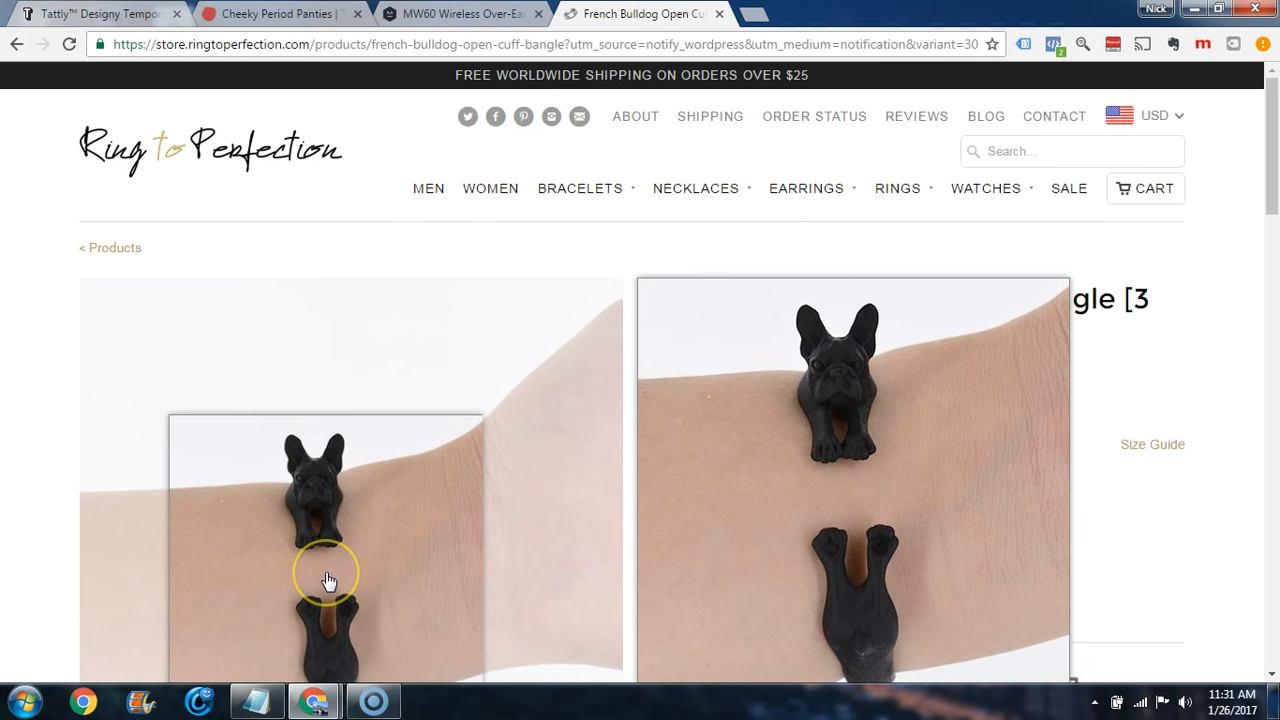 Tattly™ Designy Tempora
Cheeky Period Panties | T
MW60 Wireless Over-Ea
French Bulldog Open Cu
Nick
https://store.ringtoperfection.com/products/french-bulldog-open-cuff-bangle?utm_source=notify_wordpress&utm_medium=notification&variant=30
2
FREE WORLDWIDE SHIPPING ON ORDERS OVER $25
ABOUT SHIPPING ORDER STATUS REVIEWS BLOG CONTACT USD
Ring to Perfection
Search...
MEN WOMEN BRACELETS NECKLACES EARRINGS RINGS WATCHES SALE CART
< Products
gle [3
Size Guide
11:31 AM
1/26/2017